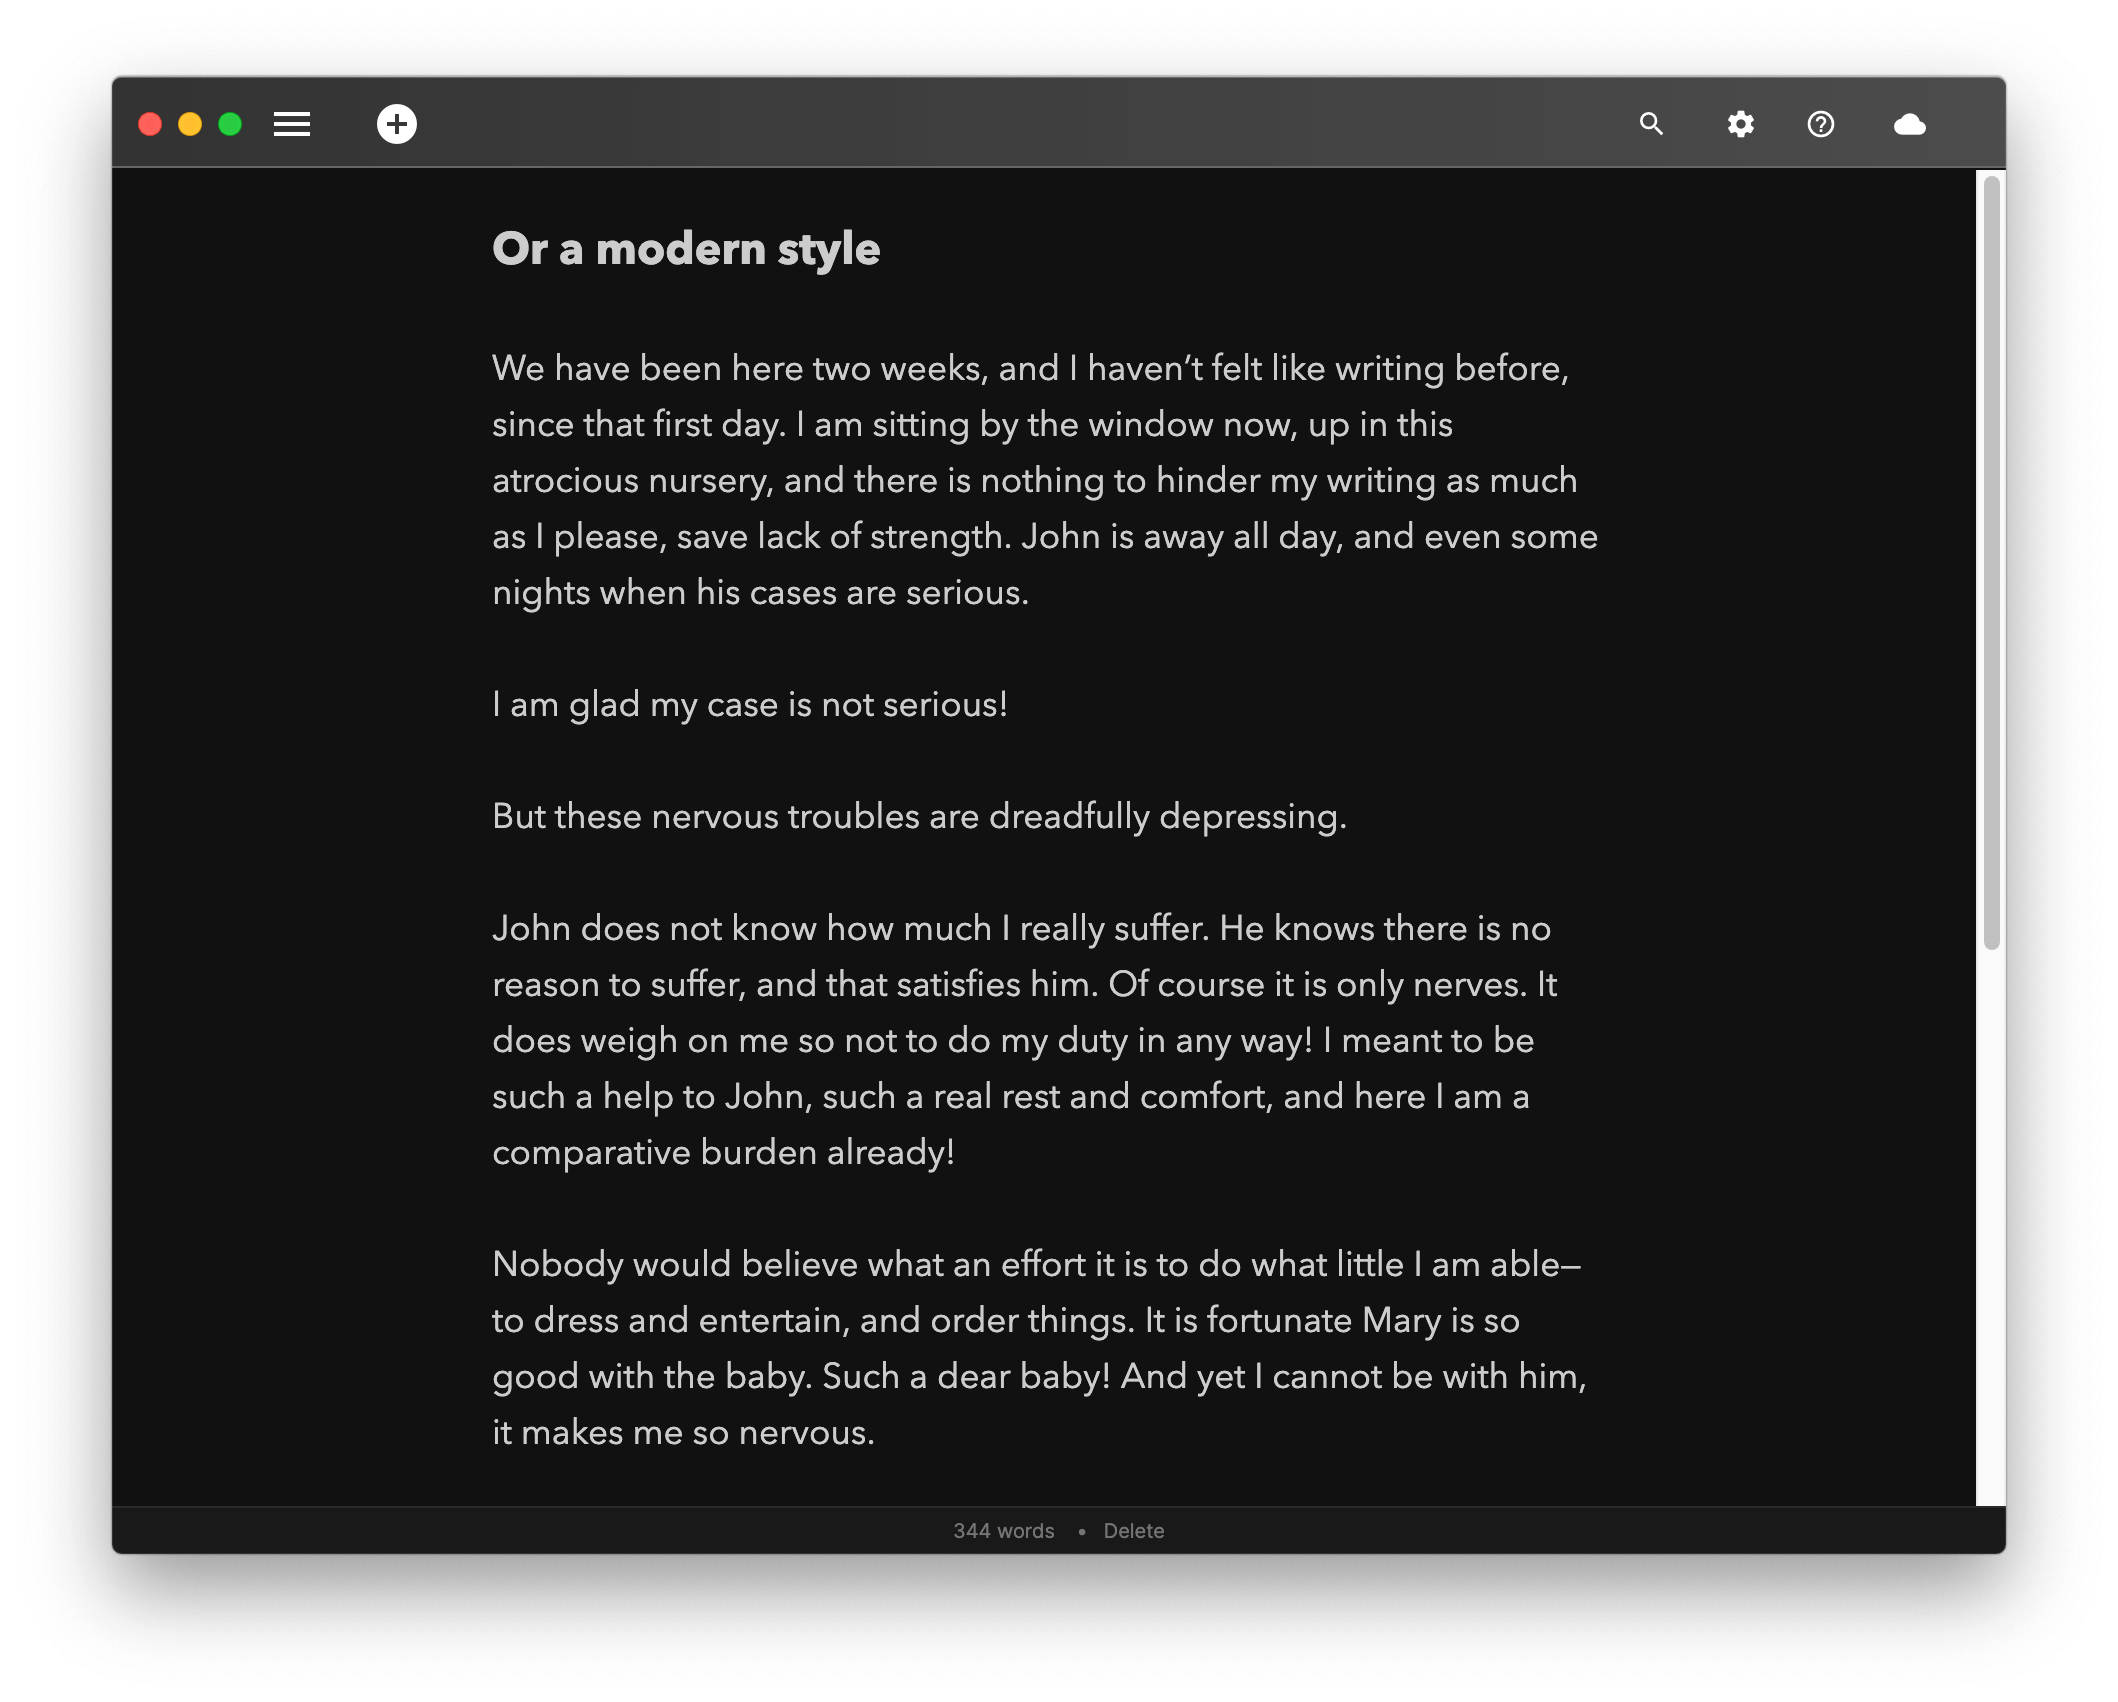 Or a modern style
We have been here two weeks, and I haven’t felt like writing before,
since that first day. I am sitting by the window now, up in this
atrocious nursery, and there is nothing to hinder my writing as much
as I please, save lack of strength. John is away all day, and even some
nights when his cases are serious.
I am glad my case is not serious!
But these nervous troubles are dreadfully depressing.
John does not know how much I really suffer. He knows there is no
reason to suffer, and that satisfies him. Of course it is only nerves. It
does weigh on me so not to do my duty in any way! I meant to be
such a help to John, such a real rest and comfort, and here I am a
comparative burden already!
Nobody would believe what an effort it is to do what little I am able—
to dress and entertain, and order things. It is fortunate Mary is so
good with the baby. Such a dear baby! And yet I cannot be with him,
it makes me so nervous.
344 words • Delete